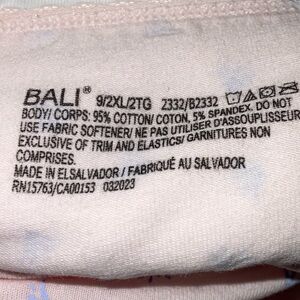 BALI® 9/2XL/2TG 2332/B2332
BODY/ CORPS: 95% COTTON/ COTON, 5% SPANDEX. DO NOT
USE FABRIC SOFTENER/ NE PAS UTILISER D'ASSOUPLISSANT.
EXCLUSIVE OF TRIM AND ELASTICS/ GARNITURES NON
COMPRISES.
MADE IN ELSALVADOR / FABRIQUÉ AU SALVADOR
RN15763/CA00153 032023